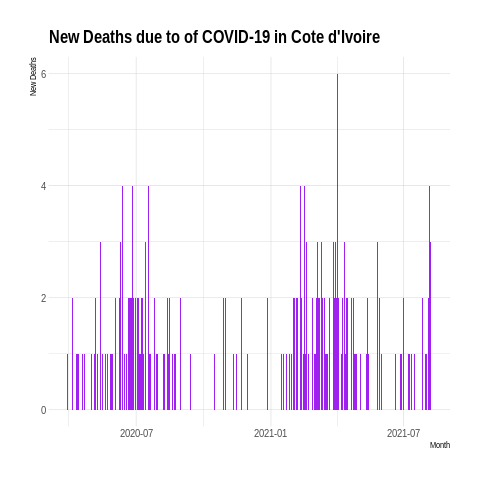 New Deaths due to of COVID-19 in Cote d'Ivoire
New Deaths
6
4
2
0
2020-07
2021-01
2021-07
Month